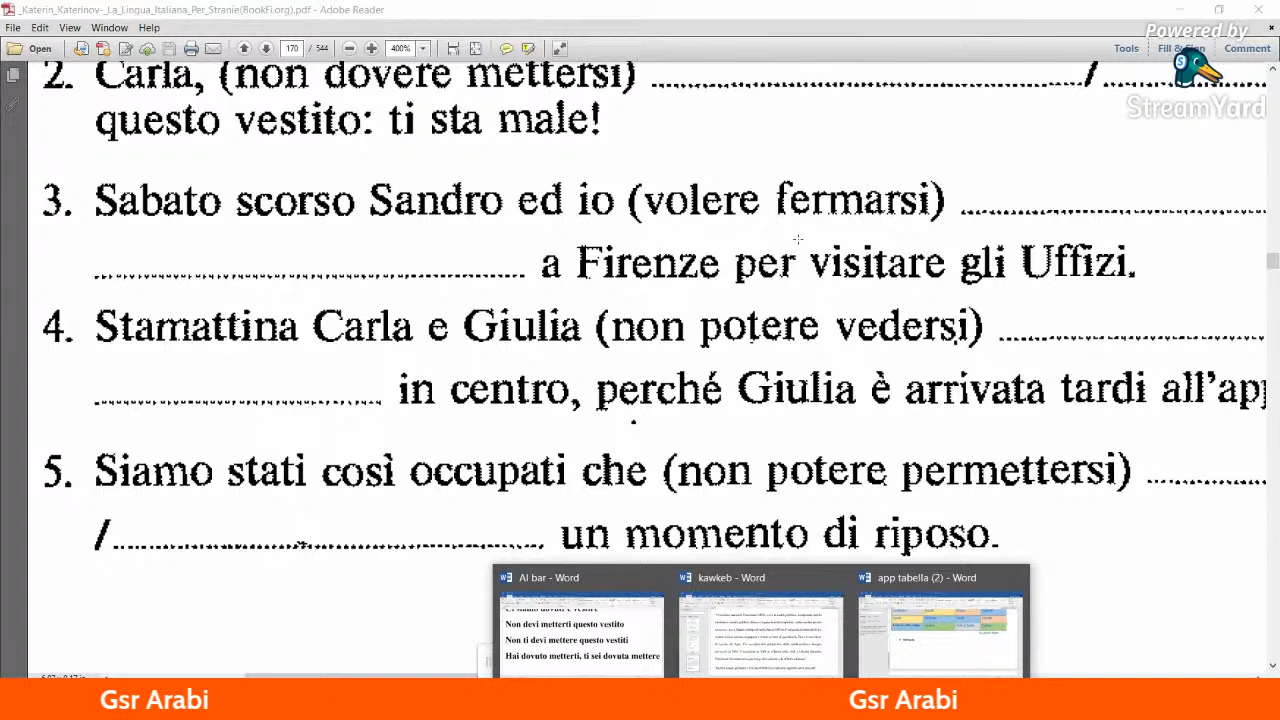 _Katerin_Katerinov-_La_Lingua_Italiana_Per_Stranie(BookFi.org).pdf - Adobe Reader
File Edit View Window Help
Powered by
Open 170 / 544 400% Tools Fill & Sign Comment
StreamYard
2. Carla, (non dovere mettersi) ........ / ........
questo vestito: ti sta male!
3. Sabato scorso Sandro ed io (volere fermarsi) ........
........ a Firenze per visitare gli Uffizi.
4. Stamattina Carla e Giulia (non potere vedersi) ........
........ in centro, perché Giulia è arrivata tardi all'app
5. Siamo stati così occupati che (non potere permettersi) ........
/ ........ un momento di riposo.
Al bar - Word kawkeb - Word app tabella (2) - Word
Non devi metterti questo vestito
Non ti devi mettere questo vestiti
Hai dovuto metterti, ti sei dovuta mettere
Gsr Arabi Gsr Arabi